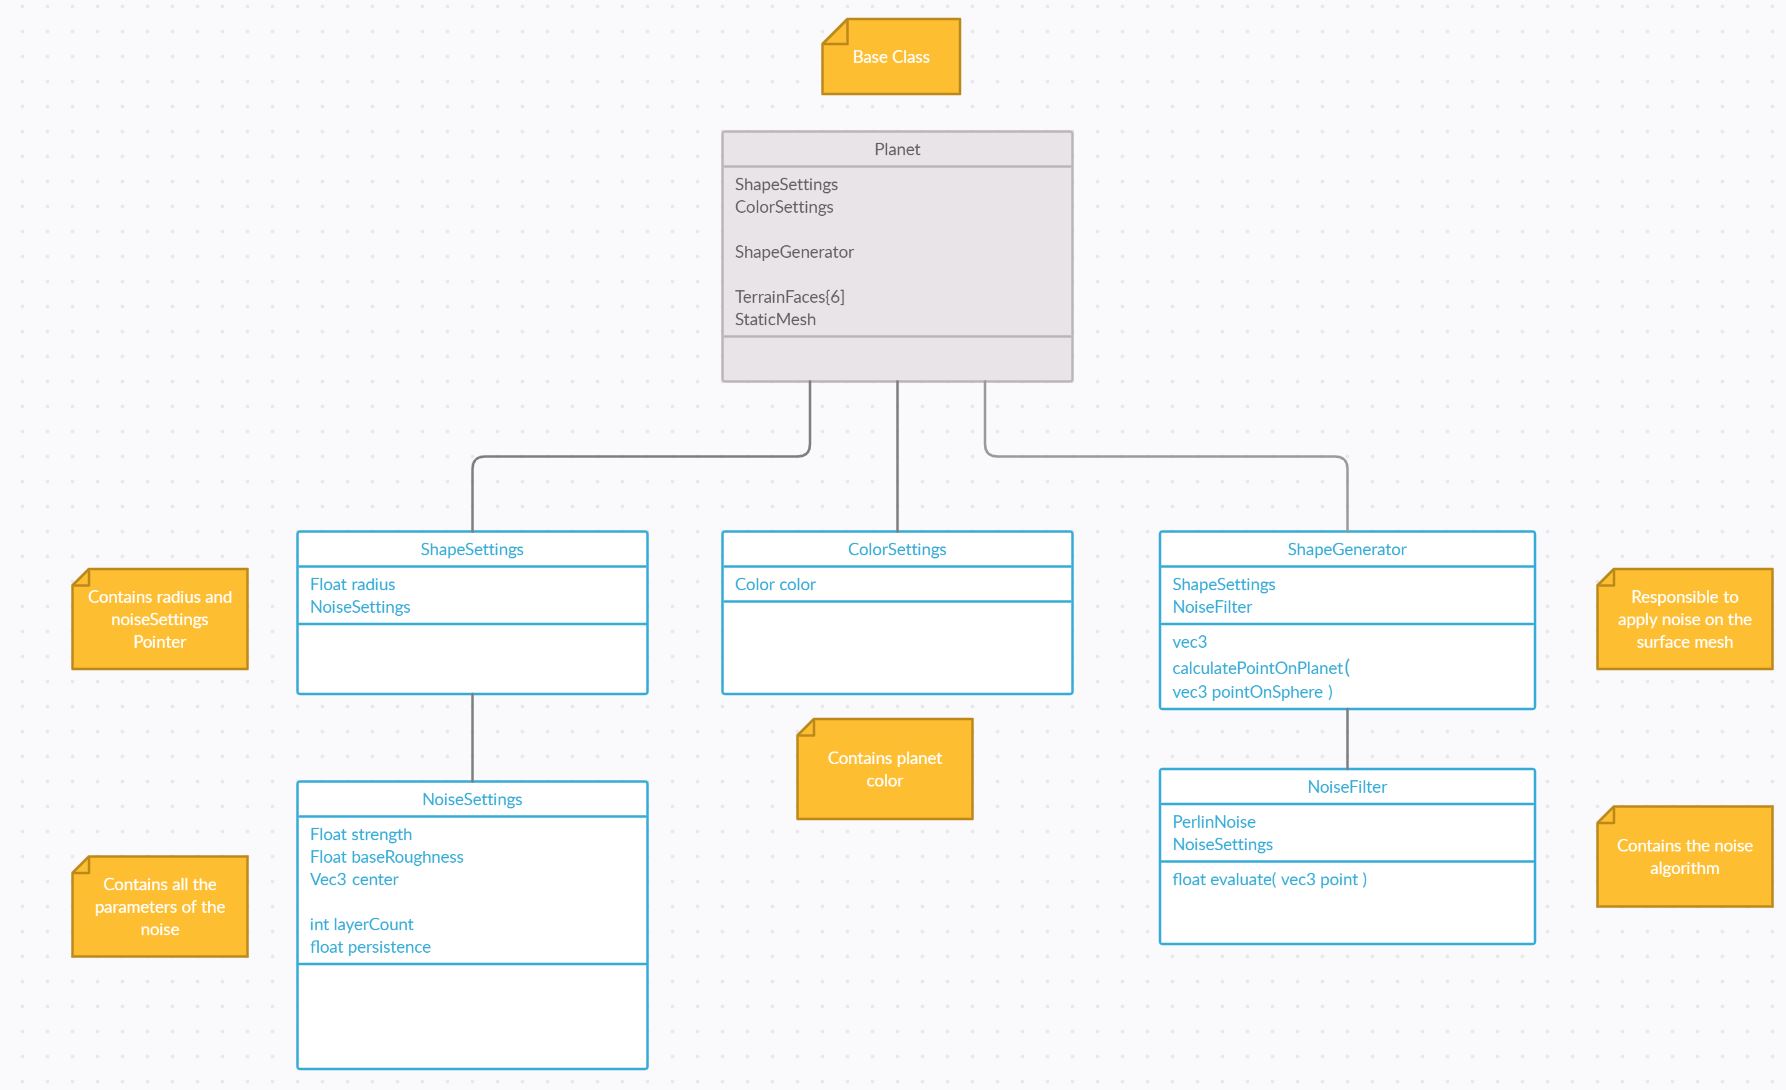 Base Class
Planet
ShapeSettings
ColorSettings
ShapeGenerator
TerrainFaces{6]
StaticMesh
ShapeSettings
Float radius
NoiseSettings
ColorSettings
Color color
ShapeGenerator
ShapeSettings
NoiseFilter
vec3
calculatePointOnPlanet(
vec3 pointOnSphere )
Contains radius and
noiseSettings
Pointer
Responsible to
apply noise on the
surface mesh
Contains planet
color
NoiseSettings
Float strength
Float baseRoughness
Vec3 center
int layerCount
float persistence
NoiseFilter
PerlinNoise
NoiseSettings
float evaluate( vec3 point )
Contains all the
parameters of the
noise
Contains the noise
algorithm